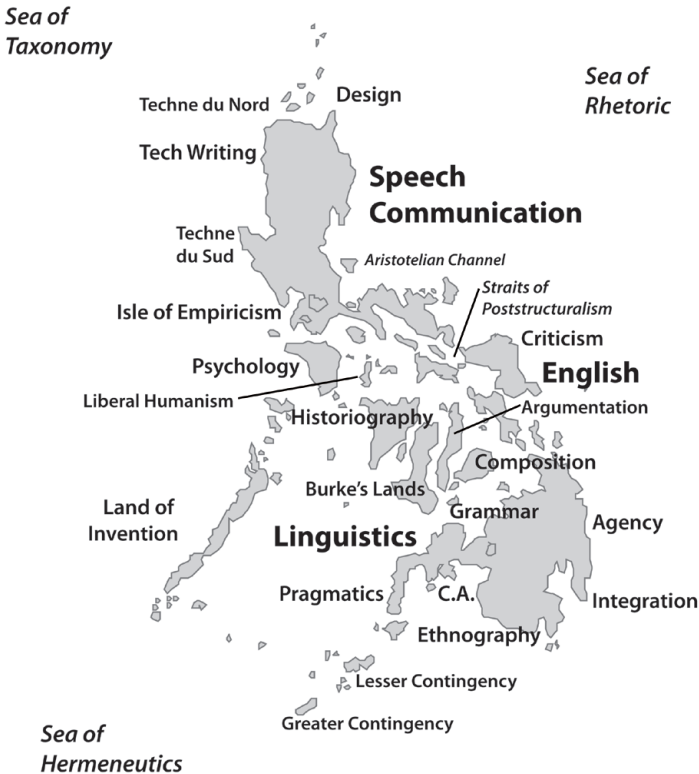 Sea of
Taxonomy
Sea of
Rhetoric
Design
Techne du Nord
Tech Writing
Speech
Communication
Techne
du Sud
Aristotelian Channel
Straits of
Poststructuralism
Isle of Empiricism
Criticism
Psychology
English
Liberal Humanism
Argumentation
Historiography
Composition
Burke's Lands
Land of
Invention
Grammar
Agency
Linguistics
Pragmatics
C.A.
Integration
Ethnography
Lesser Contingency
Greater Contingency
Sea of
Hermeneutics